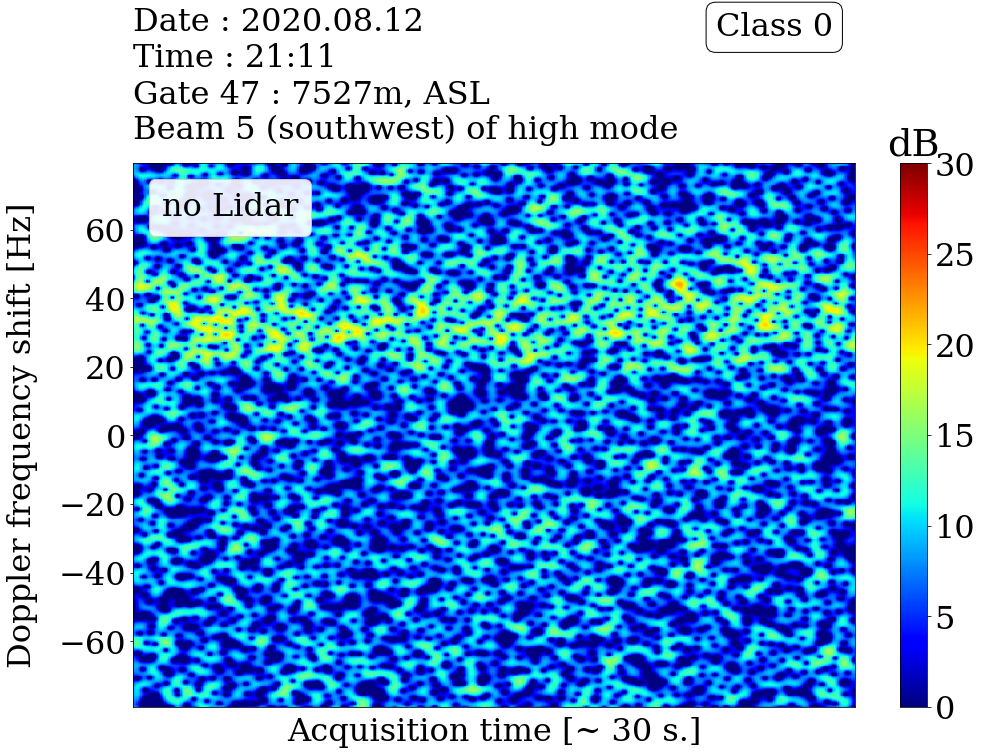 Date : 2020.08.12
Time : 21:11
Gate 47 : 7527m, ASL
Beam 5 (southwest) of high mode
Class 0
dB
no Lidar
Doppler frequency shift [Hz]
60
40
20
0
−20
−40
−60
30
25
20
15
10
5
0
Acquisition time [~ 30 s.]